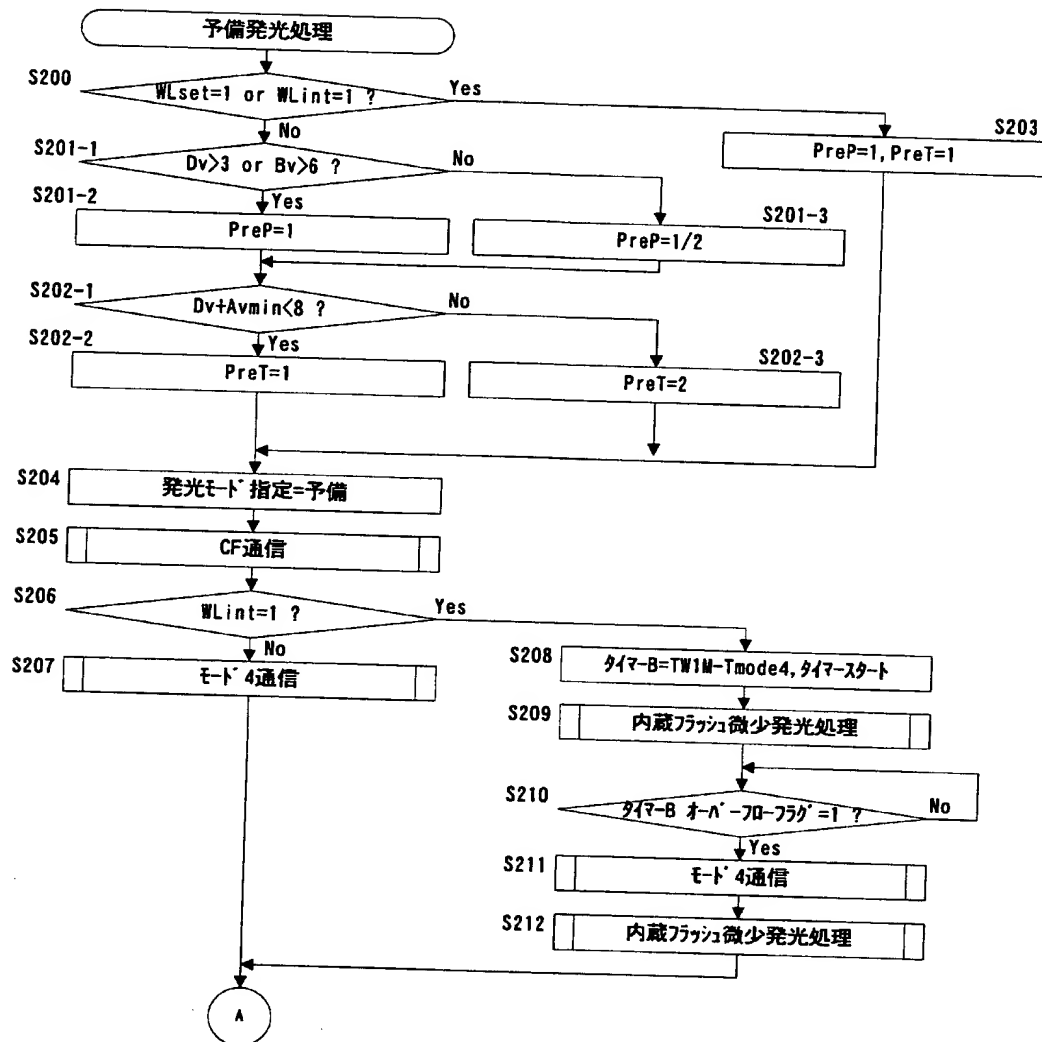 予備発光処理
S200
WLset=1 or WLint=1 ?
Yes
No
S203
PreP=1,PreT=1
S201-1
Dv>3 or Bv>6 ?
No
Yes
S201-2
PreP=1
S201-3
PreP=1/2
S202-1
Dv+Avmin<8 ?
No
Yes
S202-2
PreT=1
S202-3
PreT=2
S204
発光ﾓｰﾄﾞ指定=予備
S205
CF通信
S206
WLint=1 ?
Yes
No
S207
ﾓｰﾄﾞ4通信
S208
ﾀｲﾏｰB=TW1M-Tmode4,ﾀｲﾏｰｽﾀｰﾄ
S209
内蔵ﾌﾗｯｼｭ微少発光処理
S210
ﾀｲﾏｰB ｵｰﾊﾞｰﾌﾛｰﾌﾗｸﾞ=1 ?
No
Yes
S211
ﾓｰﾄﾞ4通信
S212
内蔵ﾌﾗｯｼｭ微少発光処理
A